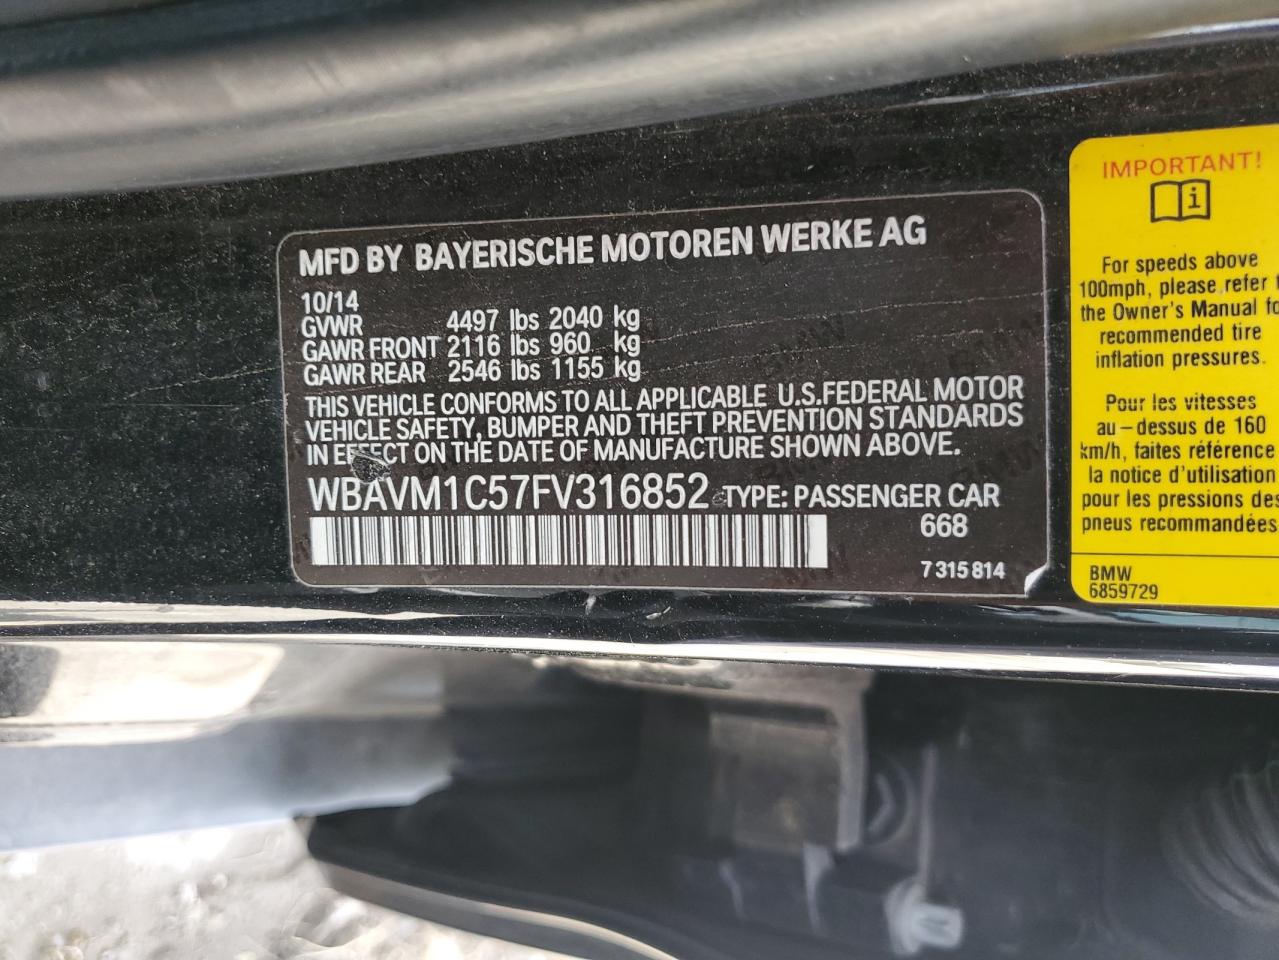 MFD BY BAYERISCHE MOTOREN WERKE AG
10/14
GVWR 4497 lbs 2040 kg
GAWR FRONT 2116 lbs 960 kg
GAWR REAR 2546 lbs 1155 kg
THIS VEHICLE CONFORMS TO ALL APPLICABLE U.S.FEDERAL MOTOR
VEHICLE SAFETY, BUMPER AND THEFT PREVENTION STANDARDS
IN EFFECT ON THE DATE OF MANUFACTURE SHOWN ABOVE.
WBAVM1C57FV316852 TYPE: PASSENGER CAR
668
7 315 814
IMPORTANT!
i
For speeds above
100mph, please refer
the Owner's Manual
recommended tire
inflation pressures.
Pour les vitesses
au-dessus de 160
km/h, faites référence
la notice d'utilisation
pour les pressions des
pneus recommandées
BMW
6859729